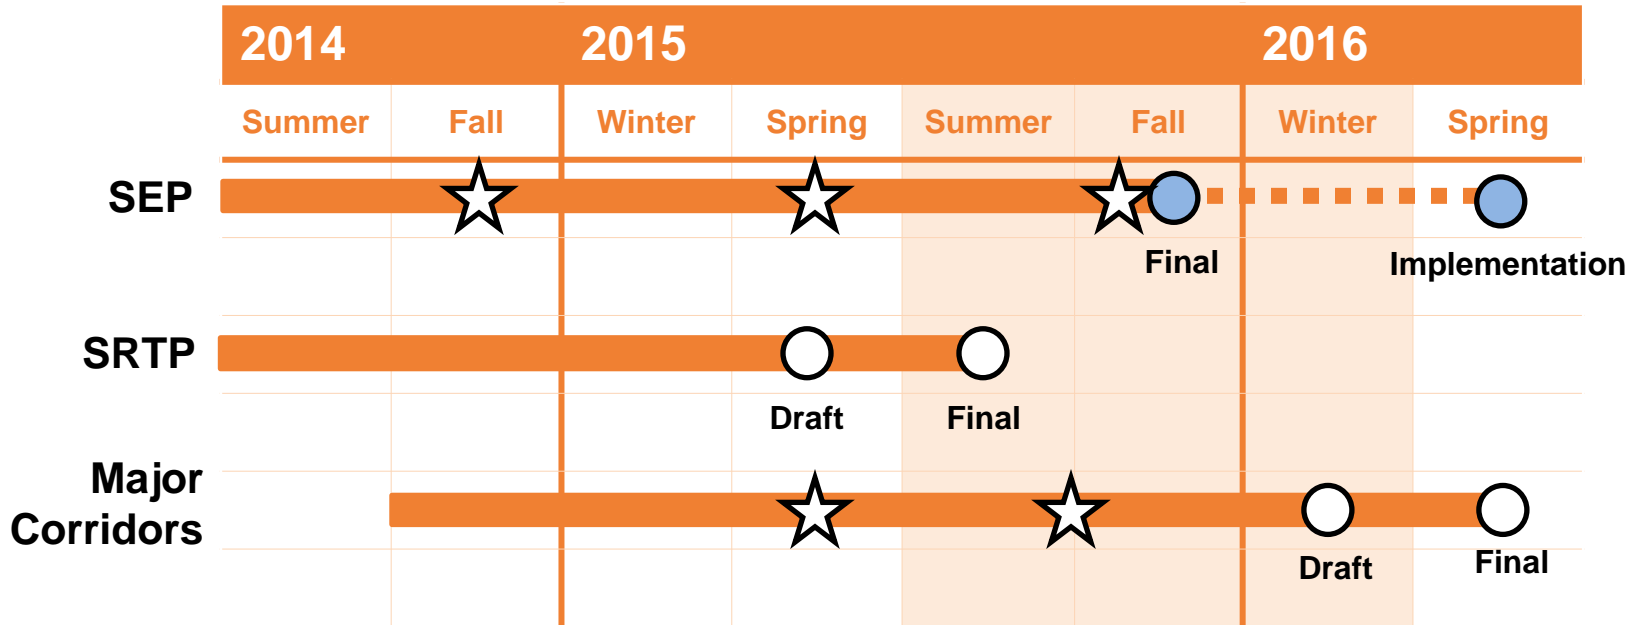 2014 2015 2016
Summer Fall Winter Spring Summer Fall Winter Spring
SEP
Final Implementation
SRTP
Draft Final
Major
Corridors
Draft Final